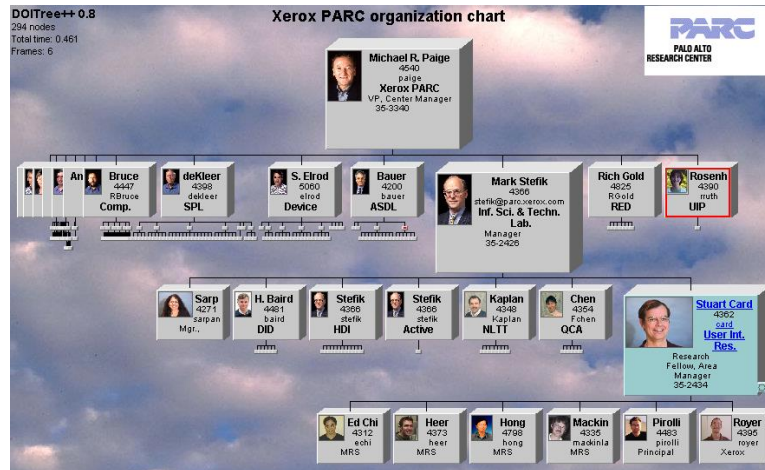 DOITree++ 0.8
294 nodes
Total time: 0.461
Frames: 6
Xerox PARC organization chart
PARC
PALO ALTO
RESEARCH CENTER
Michael R. Paige
4540
paige
Xerox PARC
VP, Center Manager
35-3340
An
Bruce
4447
RBruce
Comp.
deKleer
4398
dekleer
SPL
S. Elrod
5060
elrod
Device
Bauer
4200
bauer
ASDL
Mark Stefik
4366
stefik@parc.xerox.com
Inf. Sci. & Techn.
Lab.
Manager
35-2426
Rich Gold
4825
RGold
RED
Rosenh
4390
ruth
UIP
Sarp
4271
sarpan
Mgr.,
H. Baird
4481
baird
DID
Stefik
4366
stefik
HDI
Stefik
4366
stefik
Active
Kaplan
4348
Kaplan
NLTT
Chen
4354
Fchen
QCA
Stuart Card
4362
card
User Int.
Res.
Research
Fellow, Area
Manager
35-2434
Ed Chi
4312
echi
MRS
Heer
4373
heer
MRS
Hong
4798
hong
MRS
Mackin
4335
mackinla
MRS
Pirolli
4483
pirolli
Principal
Royer
4395
royer
Xerox